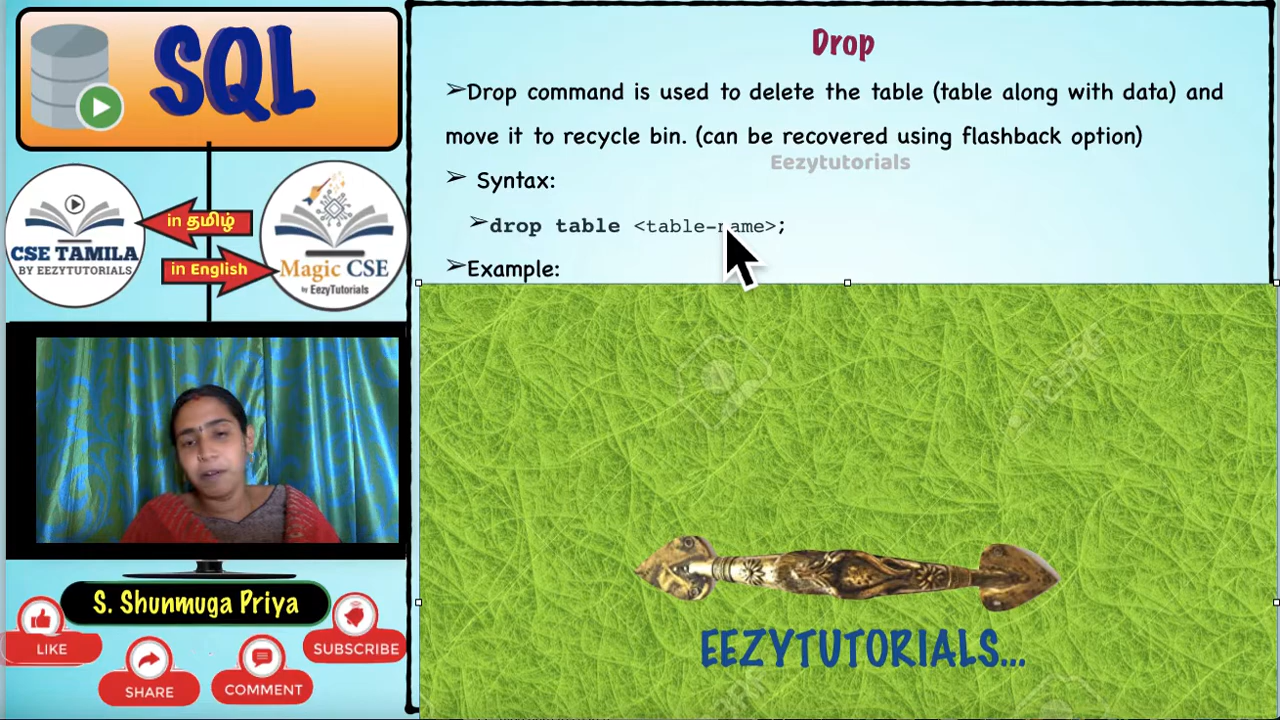 SQL
CSE TAMILA
BY EEZYTUTORIALS
in தமிழ்
in English
Magic CSE
by EezyTutorials
S. Shunmuga Priya
LIKE
SHARE
COMMENT
SUBSCRIBE
Drop
➢Drop command is used to delete the table (table along with data) and
move it to recycle bin. (can be recovered using flashback option)
Eezytutorials
➢ Syntax:
➢drop table <table-name>;
➢Example:
123RF
EEZYTUTORIALS...